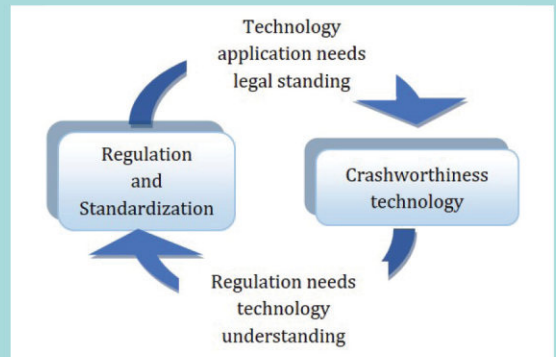 Technology
application needs
legal standing
Regulation
and
Standardization
Crashworthiness
technology
Regulation needs
technology
understanding